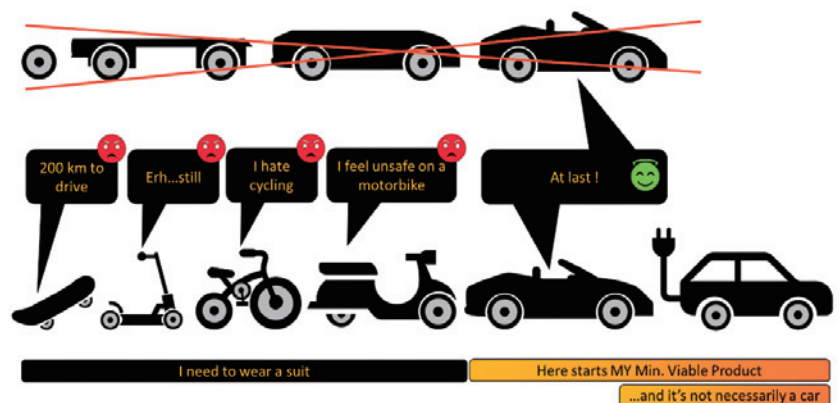 200 km to
drive
Erh...still
I hate
cycling
I feel unsafe on a
motorbike
At last !
I need to wear a suit
Here starts MY Min. Viable Product
...and it's not necessarily a car